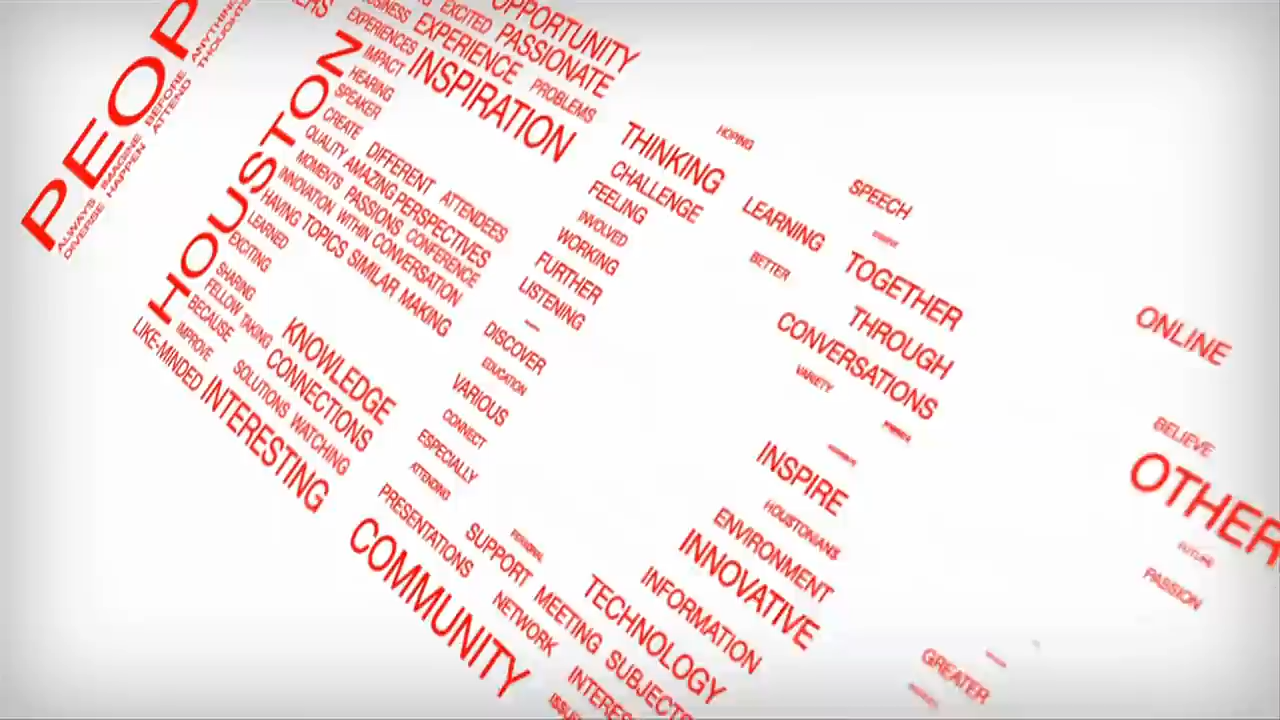 PEOP
ANYTHING
THOUGHTS
BEFORE
ATTEND
IMAGINE
HAPPEN
ALWAYS
DIVERSE
HOUSTON
BUSINESS
EXCITED
OPPORTUNITY
EXPERIENCES
EXPERIENCE
PASSIONATE
IMPACT
INSPIRATION
PROBLEMS
HEARING
SPEAKER
CREATE
DIFFERENT
ATTENDEES
QUALITY
AMAZING
PERSPECTIVES
MOMENTS
PASSIONS
CONFERENCE
INNOVATION
WITHIN
CONVERSATION
HAVING
TOPICS
SIMILAR
MAKING
LEARNED
EXCITING
SHARING
FELLOW
TAKING
KNOWLEDGE
BECAUSE
CONNECTIONS
IMPROVE
SOLUTIONS
WATCHING
LIKE-MINDED
INTERESTING
THINKING
HOPING
CHALLENGE
FEELING
INVOLVED
WORKING
FURTHER
LISTENING
DISCOVER
EDUCATION
VARIOUS
CONNECT
ESPECIALLY
ATTENDING
PRESENTATIONS
COMMUNITY
SUPPORT
PERSONAL
NETWORK
MEETING
TECHNOLOGY
SUBJECTS
INTERES
ISSU
INFORMATION
SPEECH
LEARNING
BETTER
TOGETHER
THROUGH
CONVERSATIONS
VARIETY
INSPIRE
HOUSTONIANS
ENVIRONMENT
INNOVATIVE
ONLINE
BELIEVE
OTHER
FUTURE
PASSION
GREATER